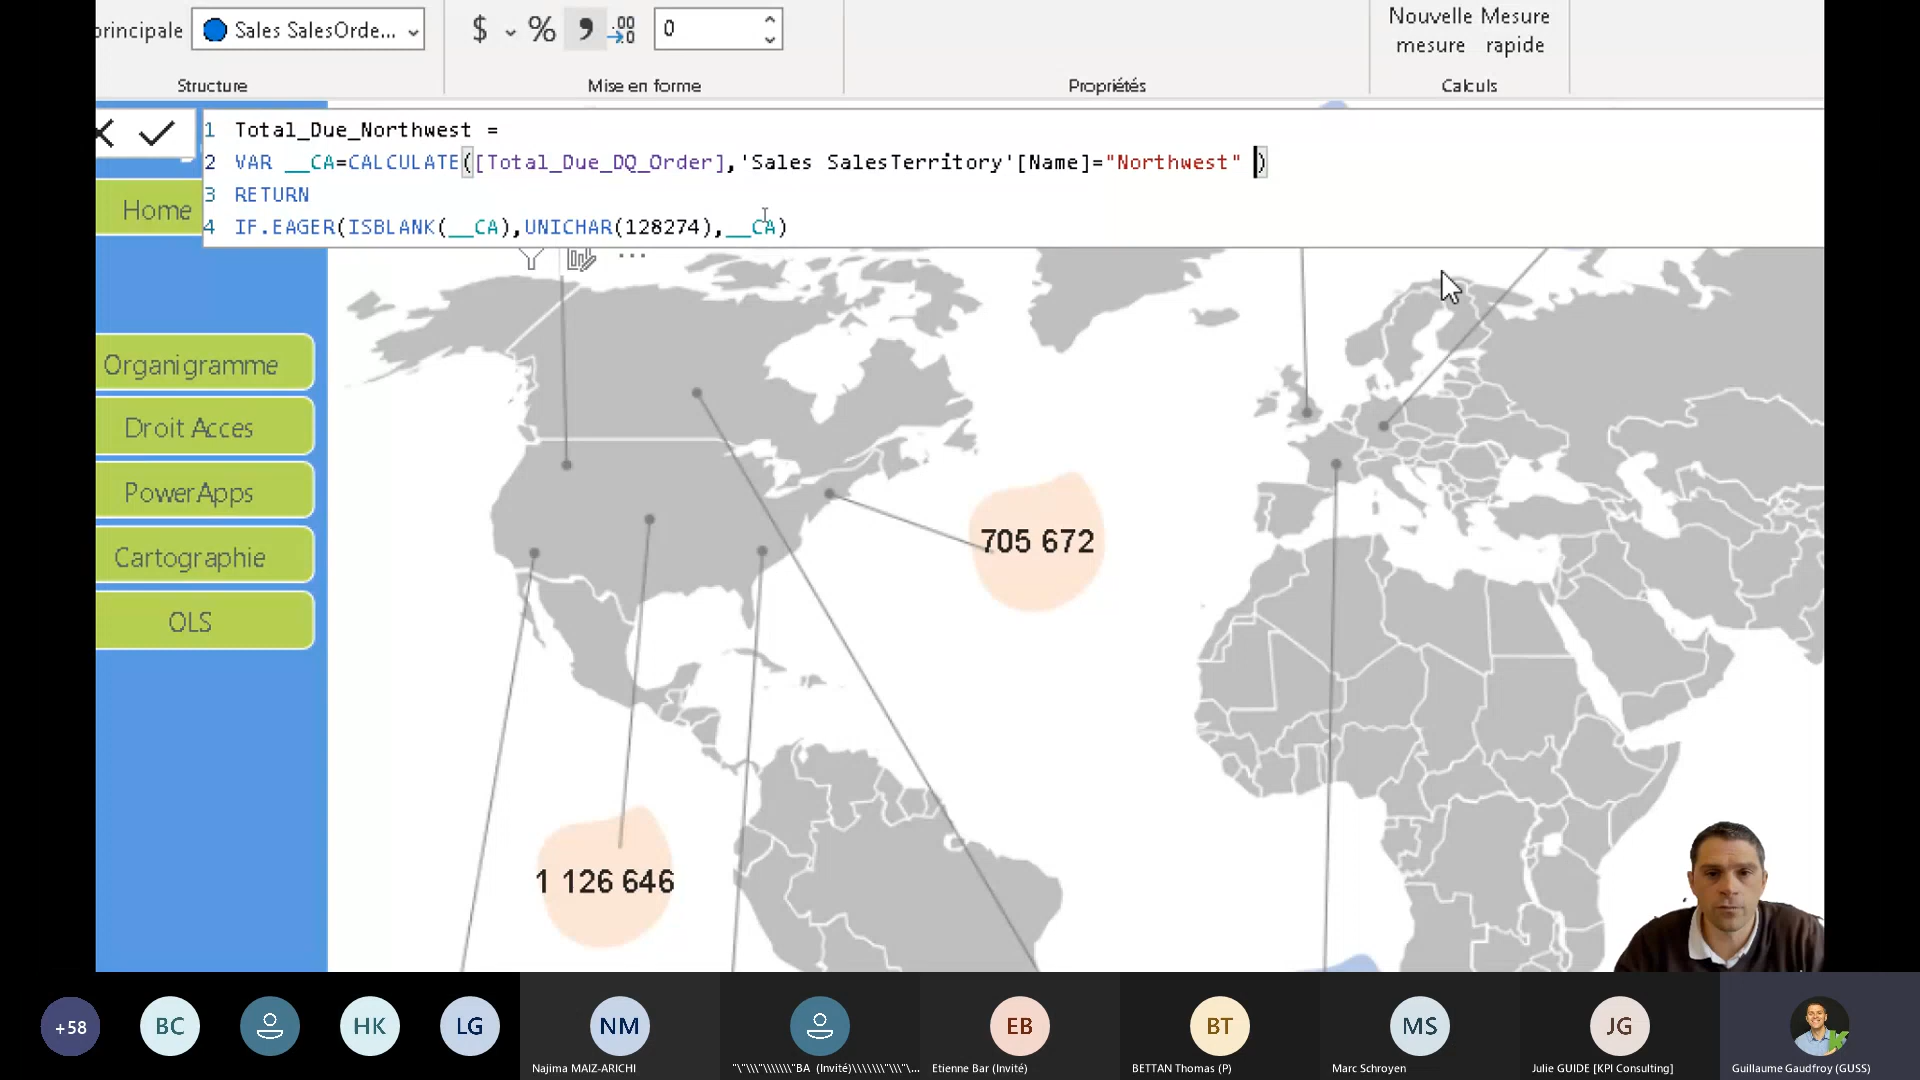 principale
Sales SalesOrde...
$ % , .00 0
Nouvelle Mesure
mesure rapide
Structure
Mise en forme
Propriétés
Calculs
1 Total_Due_Northwest =
2 VAR __CA=CALCULATE([Total_Due_DQ_Order],'Sales SalesTerritory'[Name]="Northwest" )
3 RETURN
4 IF.EAGER(ISBLANK(__CA),UNICHAR(128274),__CA)
Home
Organigramme
Droit Acces
PowerApps
Cartographie
OLS
705 672
1 126 646
+58
BC
HK
LG
NM
EB
BT
MS
JG
Najima MAIZ-ARICHI
Etienne Bar (Invité)
BETTAN Thomas (P)
Marc Schroyen
Julie GUIDE [KPI Consulting]
Guillaume Gaudfroy (GUSS)